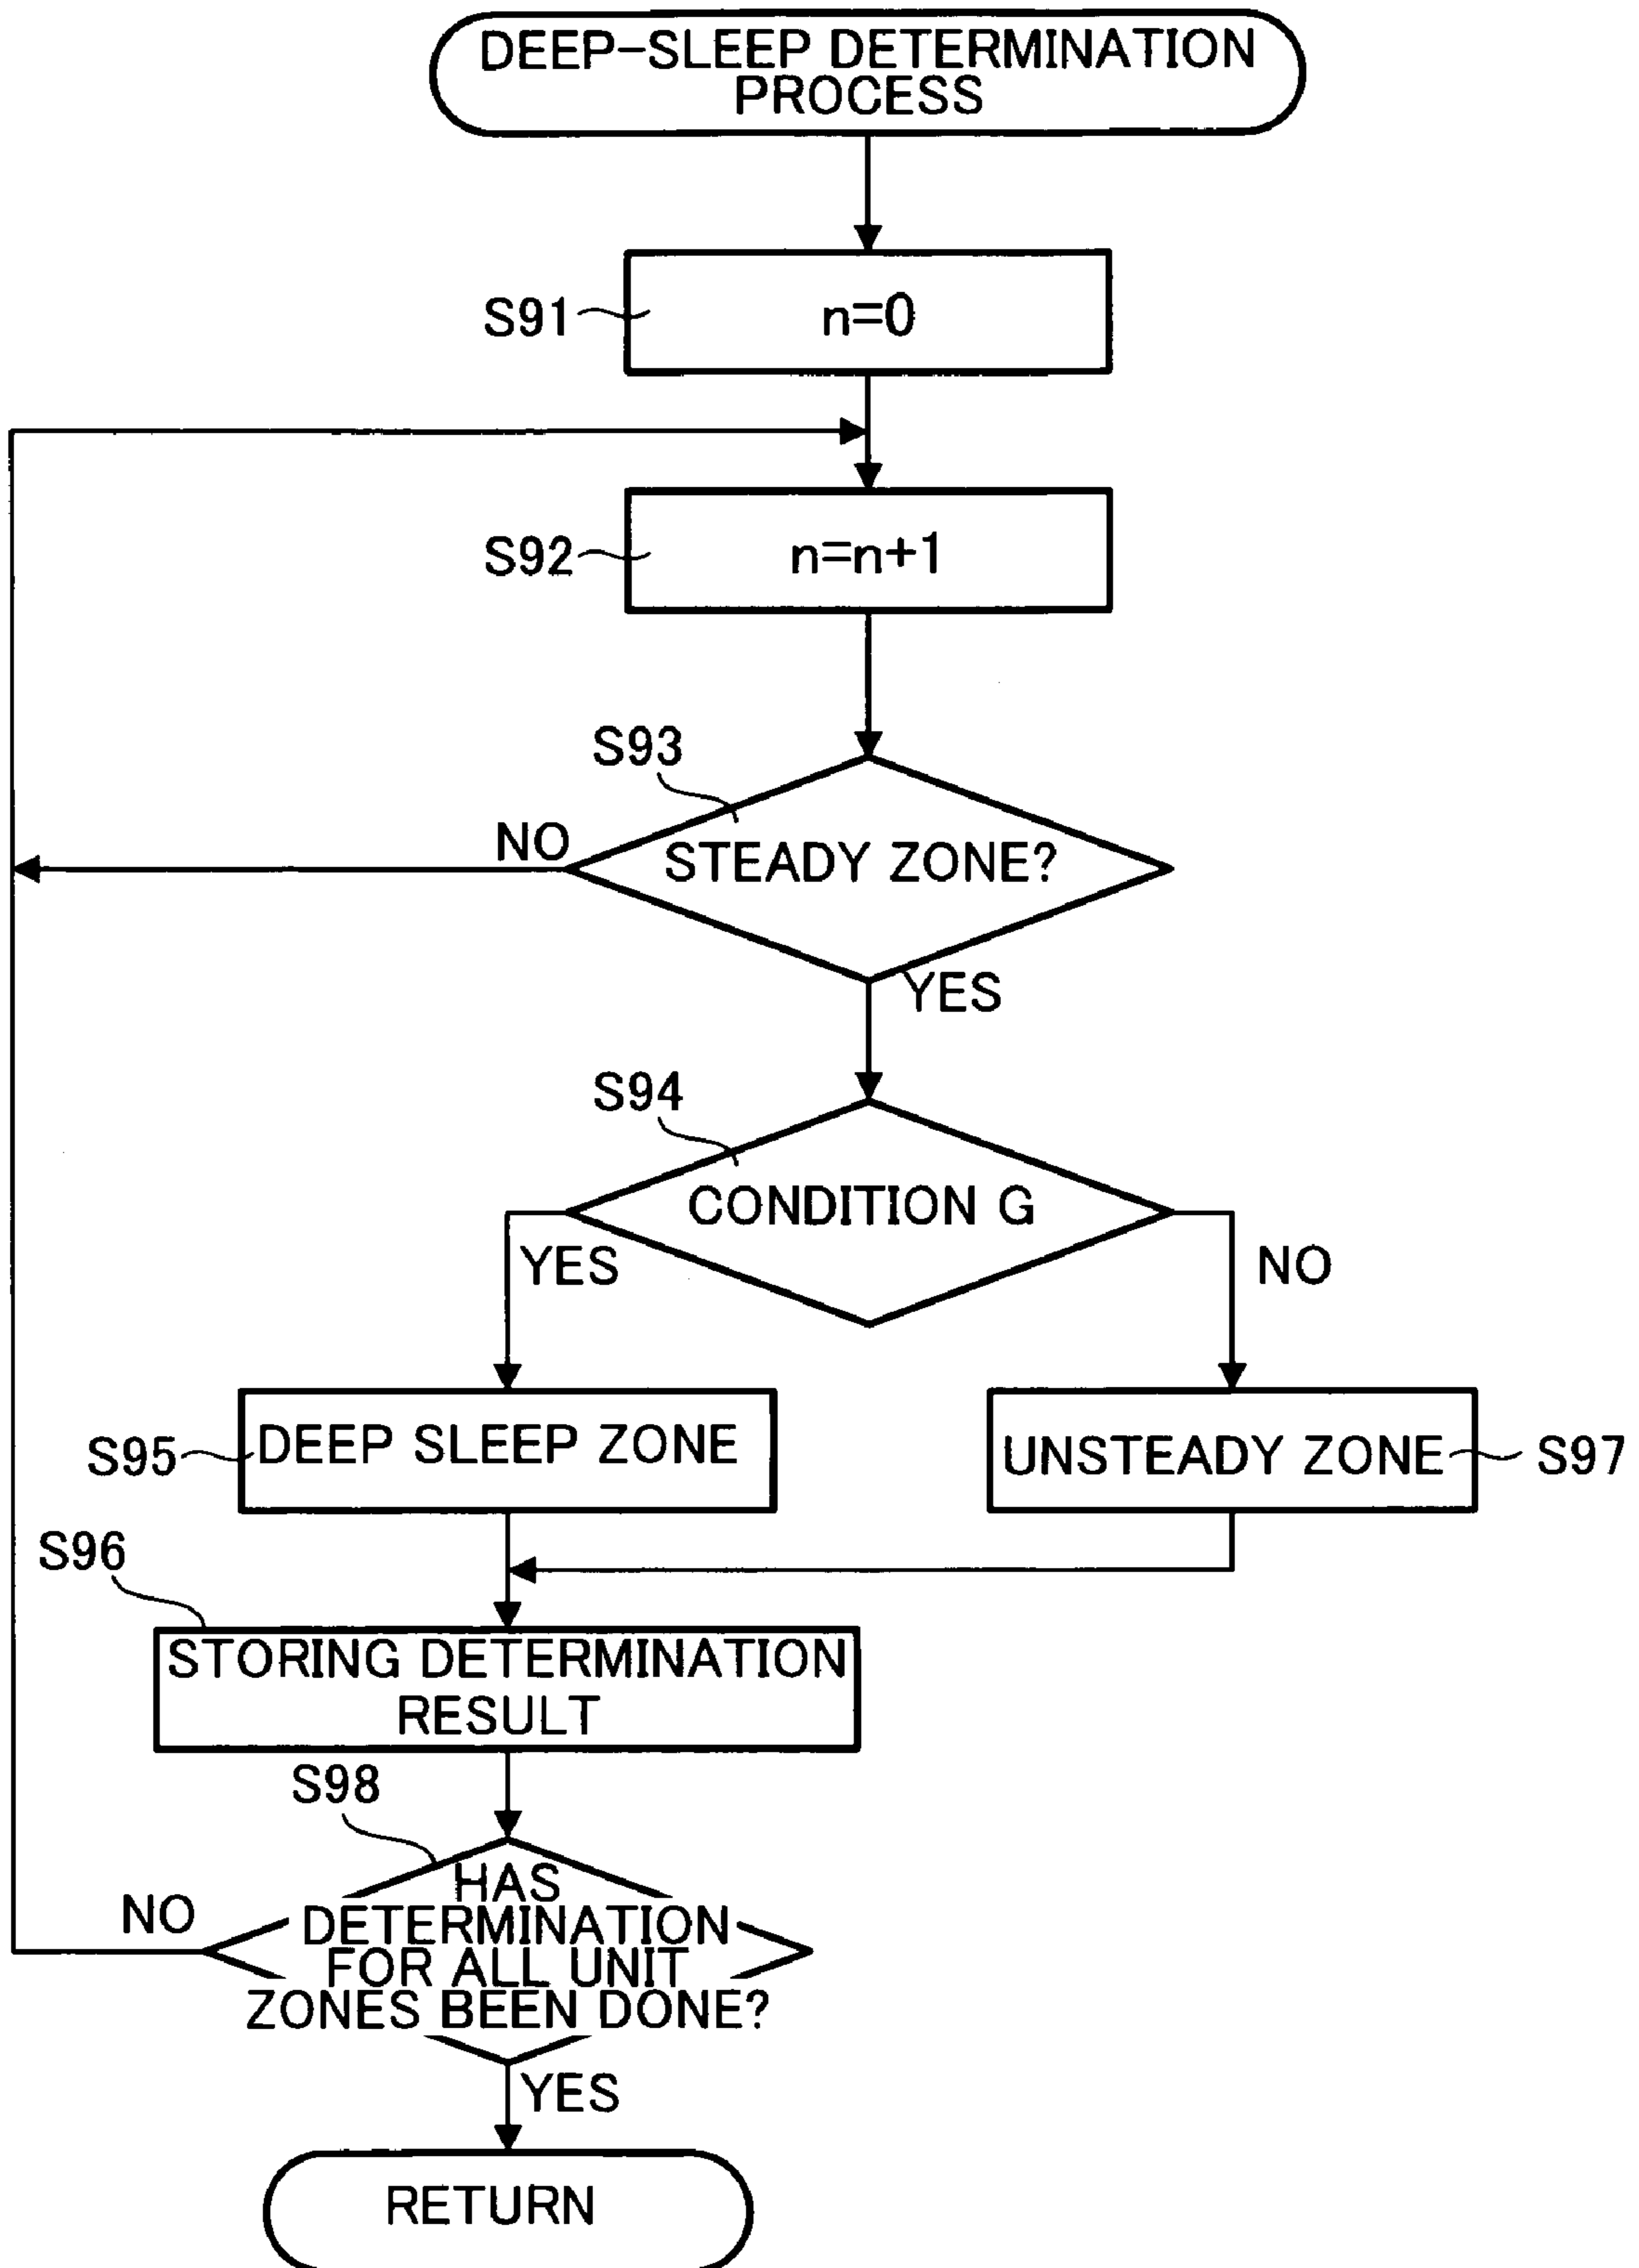 DEEP-SLEEP DETERMINATION
PROCESS
S91
n=0
S92
n=n+1
S93
NO
STEADY ZONE?
YES
S94
CONDITION G
YES
NO
S95
DEEP SLEEP ZONE
UNSTEADY ZONE
S97
S96
STORING DETERMINATION
RESULT
S98
NO
HAS
DETERMINATION
FOR ALL UNIT
ZONES BEEN DONE?
YES
RETURN